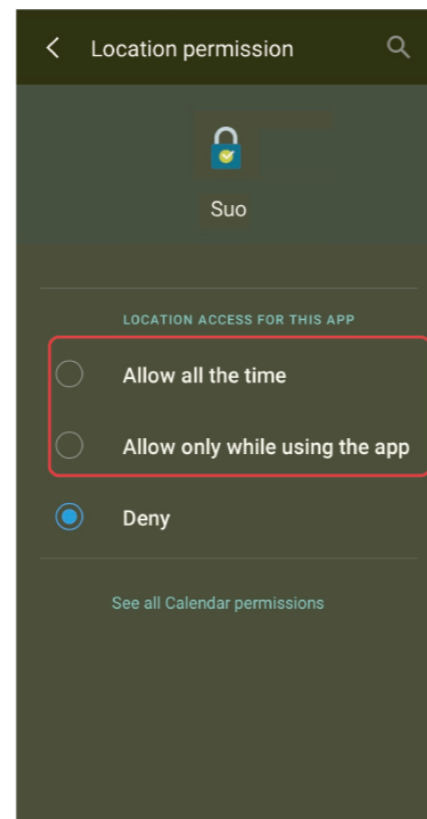 Location permission
Suo
LOCATION ACCESS FOR THIS APP
Allow all the time
Allow only while using the app
Deny
See all Calendar permissions